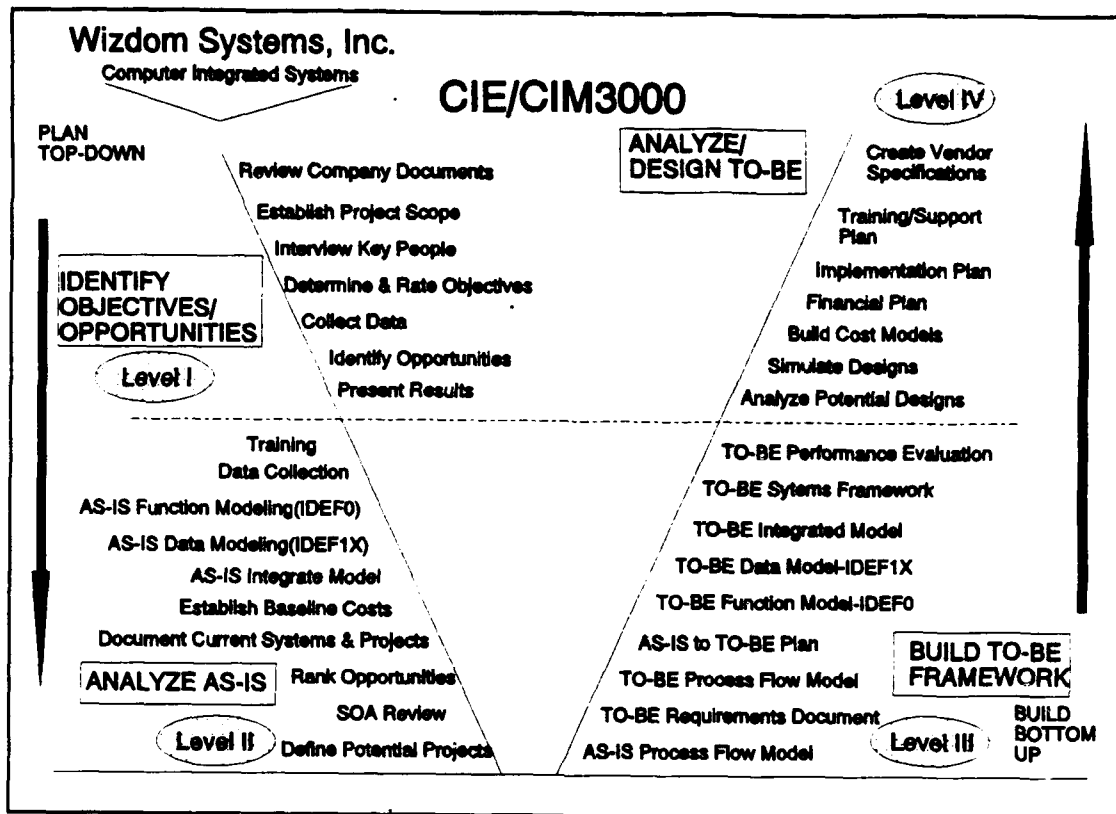 Wizdom Systems, Inc.
Computer Integrated Systems
CIE/CIM3000
PLAN
TOP-DOWN
Review Company Documents
Establish Project Scope
Interview Key People
Determine & Rate Objectives
Collect Data
Identify Opportunities
Present Results
IDENTIFY
OBJECTIVES/
OPPORTUNITIES
Level I
Training
Data Collection
AS-IS Function Modeling(IDEF0)
AS-IS Data Modeling(IDEF1X)
AS-IS Integrate Model
Establish Baseline Costs
Document Current Systems & Projects
Rank Opportunities
SOA Review
Define Potential Projects
ANALYZE AS-IS
Level II
Level IV
ANALYZE/
DESIGN TO-BE
Create Vendor
Specifications
Training/Support
Plan
Implementation Plan
Financial Plan
Build Cost Models
Simulate Designs
Analyze Potential Designs
TO-BE Performance Evaluation
TO-BE Sytems Framework
TO-BE Integrated Model
TO-BE Data Model-IDEF1X
TO-BE Function Model-IDEF0
AS-IS to TO-BE Plan
TO-BE Process Flow Model
TO-BE Requirements Document
AS-IS Process Flow Model
BUILD TO-BE
FRAMEWORK
Level III
BUILD
BOTTOM
UP